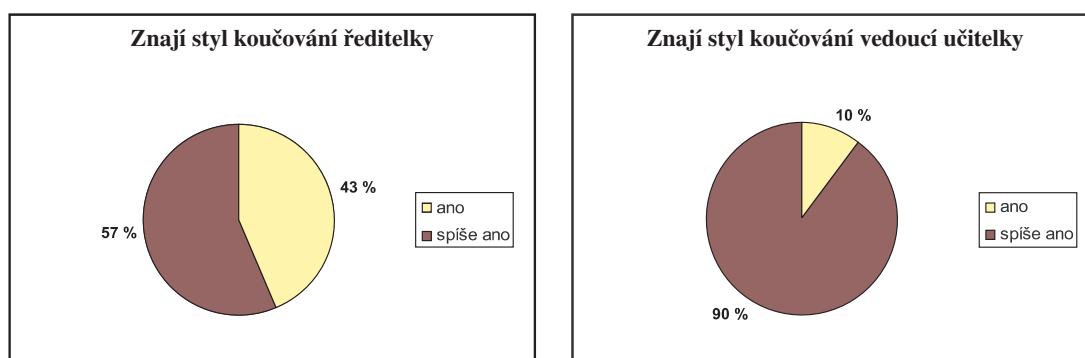 Znají styl koučování ředitelky
43 %
57 %
ano
spíše ano
Znají styl koučování vedoucí učitelky
10 %
90 %
ano
spíše ano